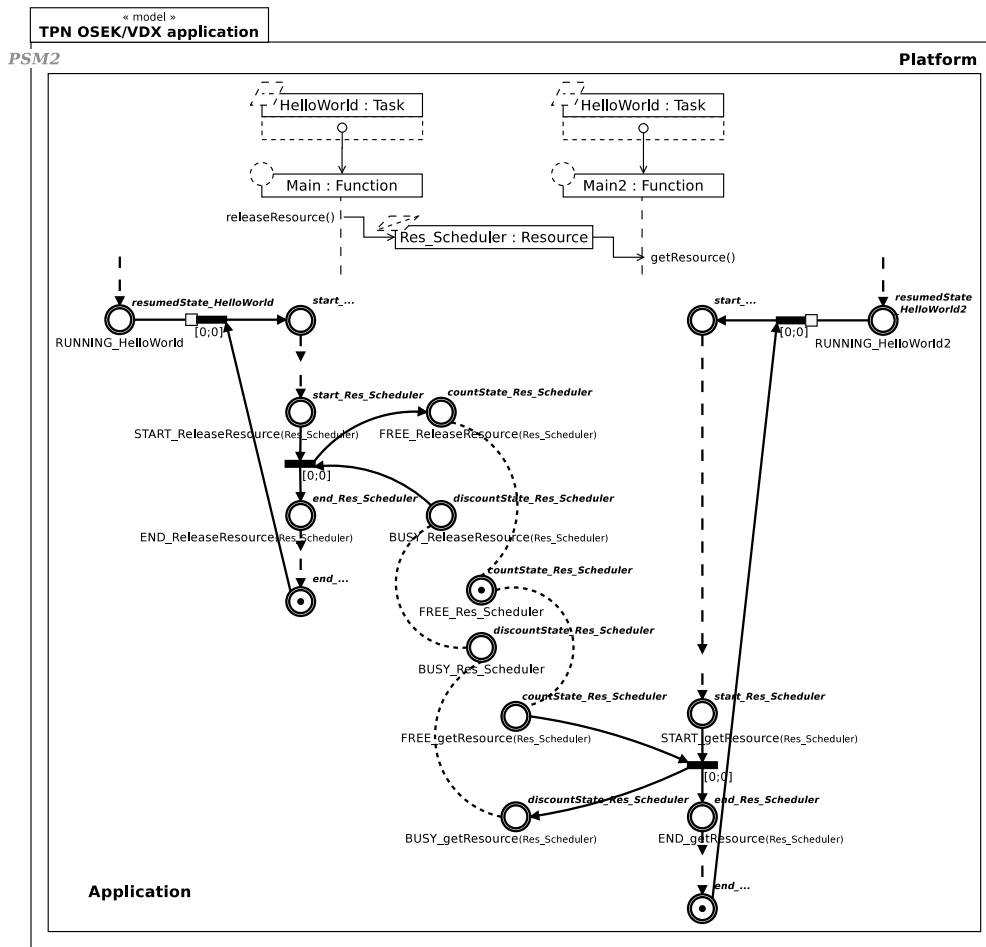 « model »
TPN OSEK/VDX application
PSM2
Platform
HelloWorld : Task
HelloWorld : Task
Main : Function
Main2 : Function
releaseResource()
Res_Scheduler : Resource
getResource()
resumedState_HelloWorld
start_...
start_...
resumedState
_HelloWorld2
[0;0]
[0;0]
RUNNING_HelloWorld
RUNNING_HelloWorld2
start_Res_Scheduler
countState_Res_Scheduler
START_ReleaseResource(Res_Scheduler)
FREE_ReleaseResource(Res_Scheduler)
[0;0]
end_Res_Scheduler
discountState_Res_Scheduler
END_ReleaseResource(Res_Scheduler)
BUSY_ReleaseResource(Res_Scheduler)
end_...
countState_Res_Scheduler
FREE_Res_Scheduler
discountState_Res_Scheduler
BUSY_Res_Scheduler
countState_Res_Scheduler
start_Res_Scheduler
FREE_getResource(Res_Scheduler)
START_getResource(Res_Scheduler)
[0;0]
discountState_Res_Scheduler
end_Res_Scheduler
BUSY_getResource(Res_Scheduler)
END_getResource(Res_Scheduler)
end_...
Application